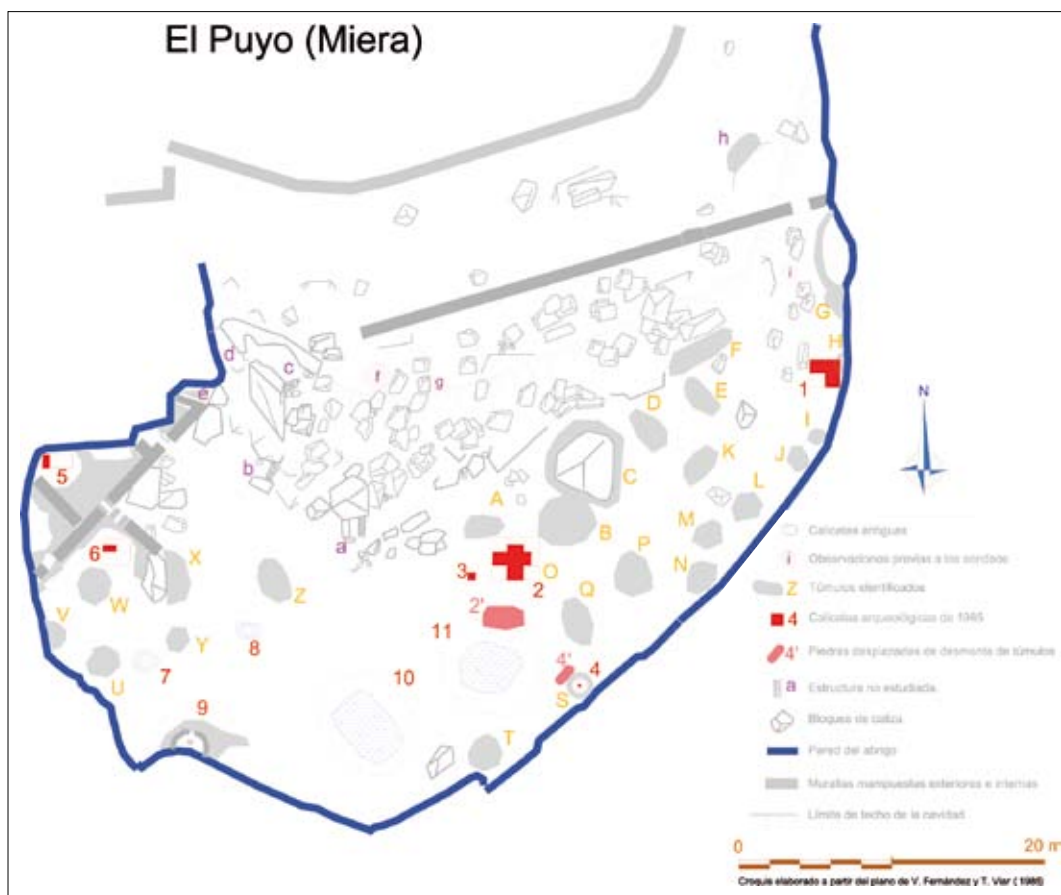 El Puyo (Miera)
h
i
G
H
1
F
E
D
d
c
f
g
e
b
a
5
6
I
J
K
L
C
A
B
M
N
P
O
3
2
Q
2'
X
W
Z
V
Y
U
8
7
11
10
4'
4
S
9
T
N
Calicatas antiguas
i Observaciones previas a los sondeos
Z Túmulos identificados
4 Calicatas arqueológicas de 1985
4' Piedras desplazadas de desmonte de túmulos
a Estructura no estudiada.
Bloques de caliza
Pared del abrigo
Murallas mampuestas exteriores e internas
Límite de techo de la cavidad.
0 20 m
Croquis elaborado a partir del plano de V. Fernández y T. Viar (1986)